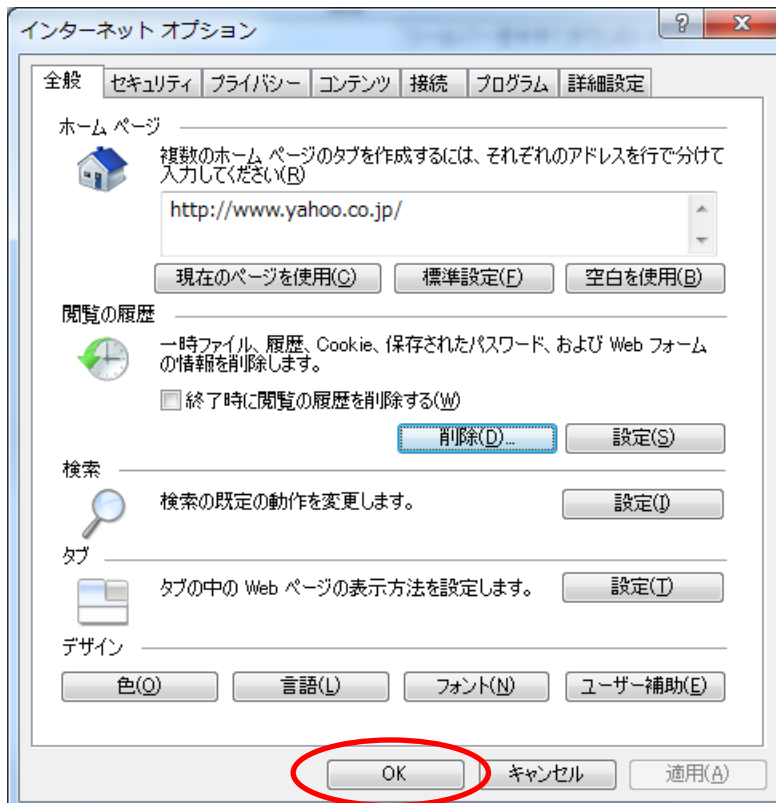 インターネット オプション
全般 セキュリティ プライバシー コンテンツ 接続 プログラム 詳細設定
ホーム ページ
複数のホーム ページのタブを作成するには、それぞれのアドレスを行で分けて
入力してください(R)
http://www.yahoo.co.jp/
現在のページを使用(C) 標準設定(F) 空白を使用(B)
閲覧の履歴
一時ファイル、履歴、Cookie、保存されたパスワード、および Web フォーム
の情報を削除します。
終了時に閲覧の履歴を削除する(W)
削除(D)... 設定(S)
検索
検索の既定の動作を変更します。 設定(I)
タブ
タブの中の Web ページの表示方法を設定します。 設定(T)
デザイン
色(O) 言語(L) フォント(N) ユーザー補助(E)
OK キャンセル 適用(A)